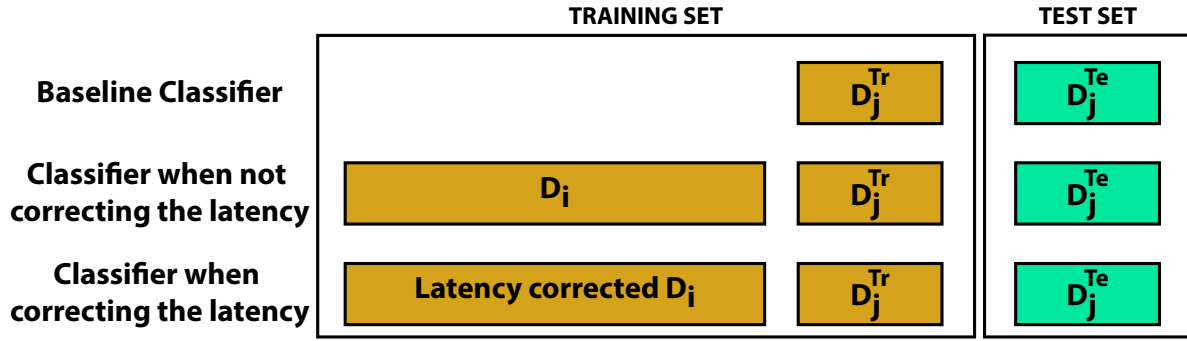 TRAINING SET
TEST SET
Baseline Classifier
D_j^Tr
D_j^Te
Classifier when not
correcting the latency
D_i
D_j^Tr
D_j^Te
Classifier when
correcting the latency
Latency corrected D_i
D_j^Tr
D_j^Te